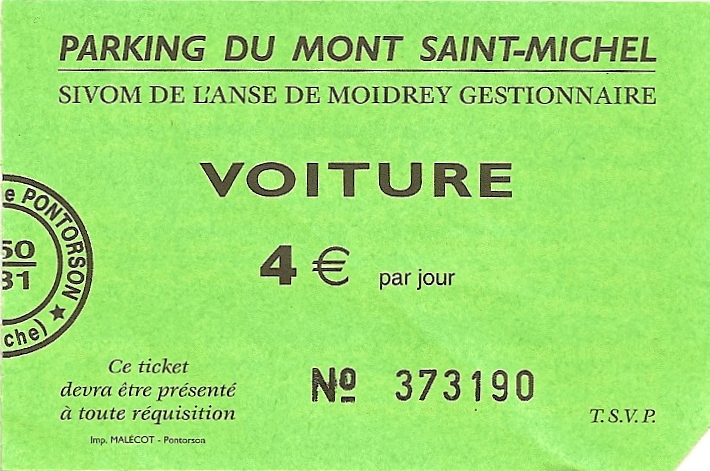 PARKING DU MONT SAINT-MICHEL
SIVOM DE L'ANSE DE MOIDREY GESTIONNAIRE
VOITURE
4 € par jour
e PONTORSON ★
50
31
che)
Ce ticket
devra être présenté
à toute réquisition
Imp. MALÉCOT - Pontorson
Nº 373190
T.S.V.P.